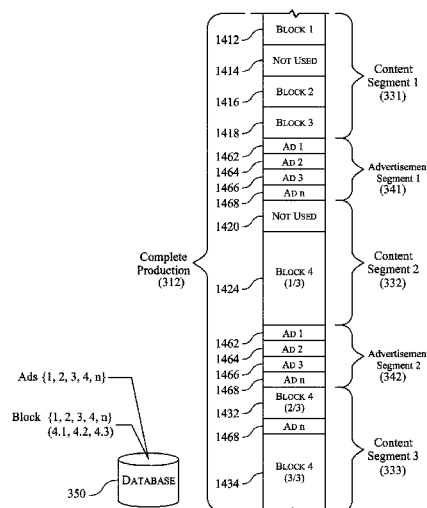 1412
BLOCK 1
1414
NOT USED
1416
BLOCK 2
1418
BLOCK 3
Content
Segment 1
(331)
1462
AD 1
1464
AD 2
1466
AD 3
1468
AD n
Advertisement
Segment 1
(341)
1420
NOT USED
Complete
Production
(312)
1424
BLOCK 4
(1/3)
Content
Segment 2
(332)
1462
AD 1
1464
AD 2
1466
AD 3
1468
AD n
Advertisement
Segment 2
(342)
1432
BLOCK 4
(2/3)
1468
AD n
1434
BLOCK 4
(3/3)
Content
Segment 3
(333)
Ads {1, 2, 3, 4, n}
Block {1, 2, 3, 4, n}
(4.1, 4.2, 4.3)
350
DATABASE